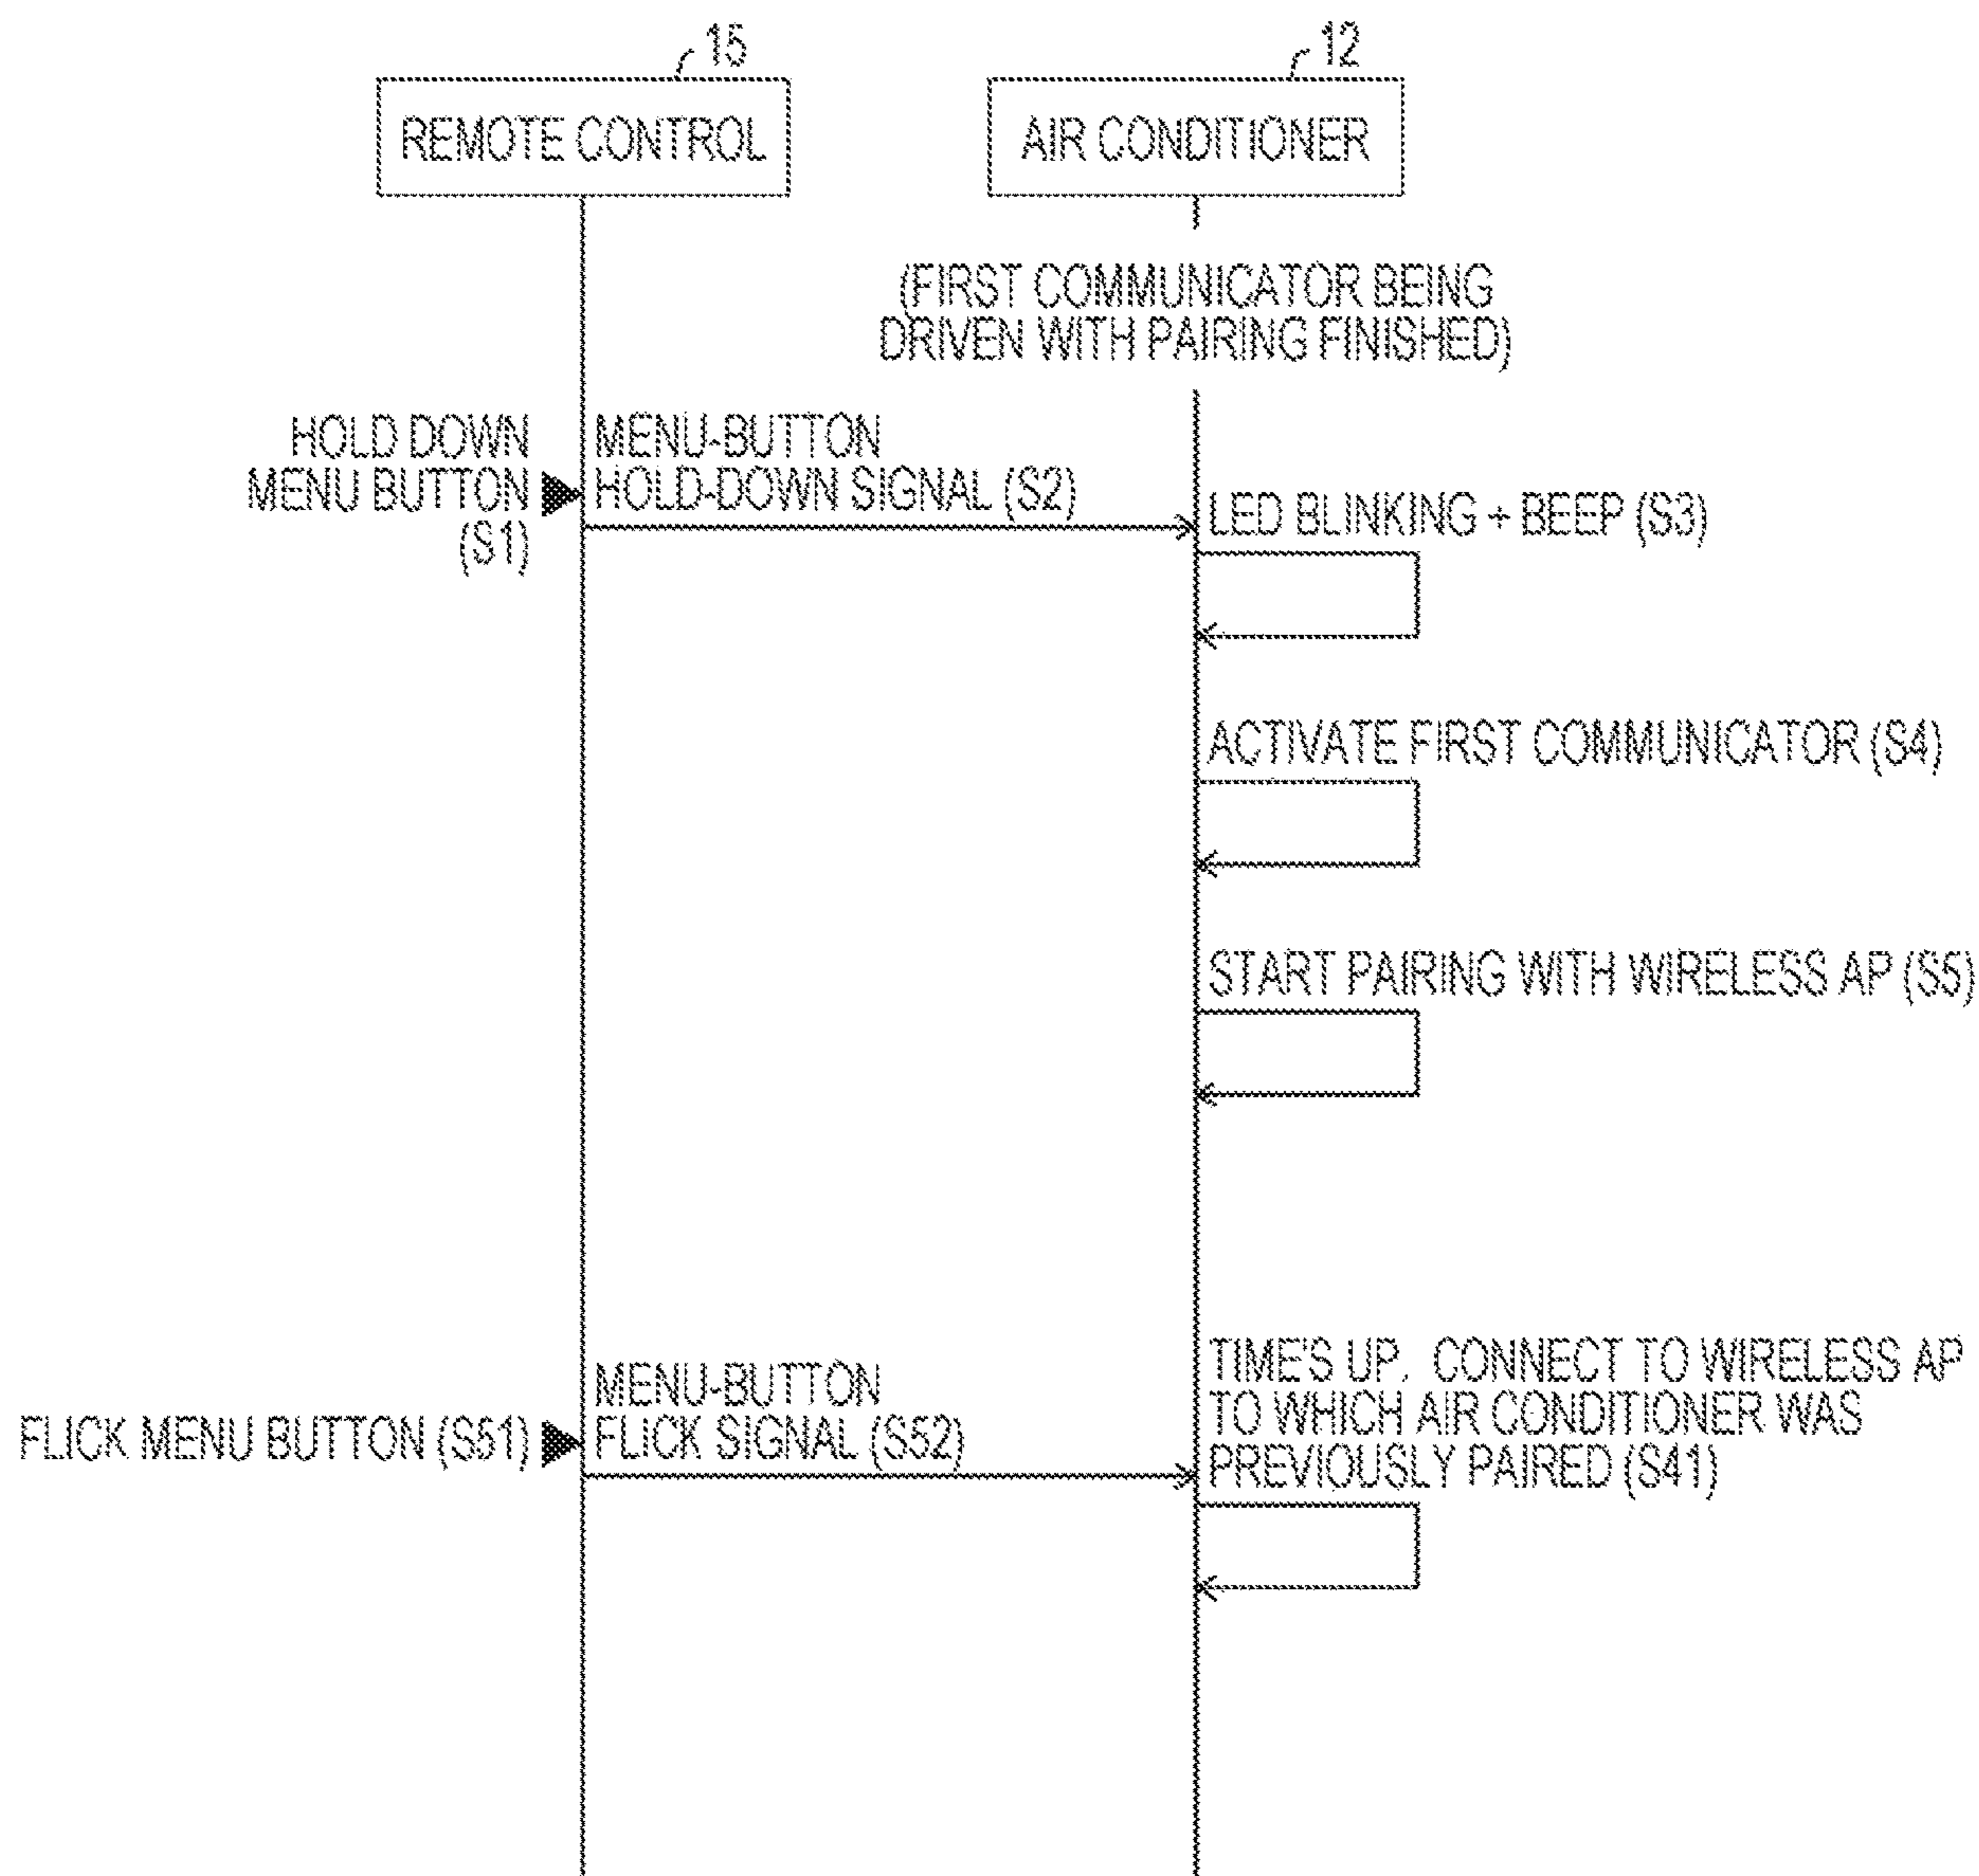 15
12
REMOTE CONTROL
AIR CONDITIONER
(FIRST COMMUNICATOR BEING
DRIVEN WITH PAIRING FINISHED)
HOLD DOWN
MENU BUTTON
(S1)
MENU-BUTTON
HOLD-DOWN SIGNAL (S2)
LED BLINKING + BEEP (S3)
ACTIVATE FIRST COMMUNICATOR (S4)
START PAIRING WITH WIRELESS AP (S5)
FLICK MENU BUTTON (S51)
MENU-BUTTON
FLICK SIGNAL (S52)
TIME'S UP. CONNECT TO WIRELESS AP
TO WHICH AIR CONDITIONER WAS
PREVIOUSLY PAIRED (S41)